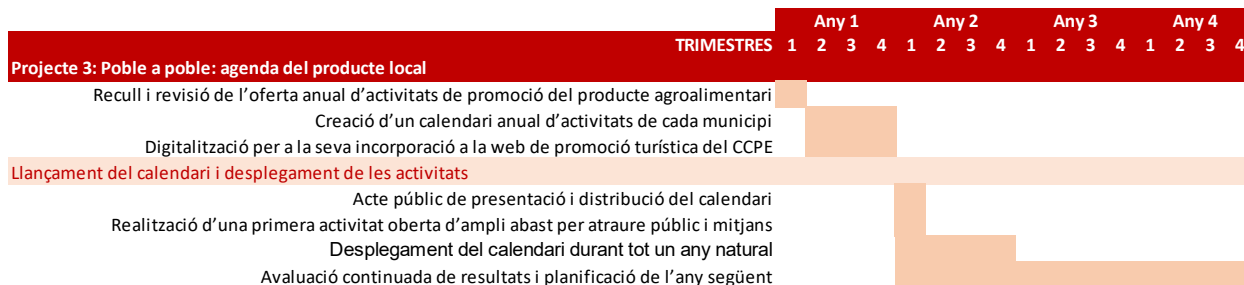 Any 1 Any 2 Any 3 Any 4
TRIMESTRES 1 2 3 4 1 2 3 4 1 2 3 4 1 2 3 4
Projecte 3: Poble a poble: agenda del producte local
Recull i revisió de l’oferta anual d’activitats de promoció del producte agroalimentari
Creació d’un calendari anual d’activitats de cada municipi
Digitalització per a la seva incorporació a la web de promoció turística del CCPE
Llançament del calendari i desplegament de les activitats
Acte públic de presentació i distribució del calendari
Realització d’una primera activitat oberta d’ampli abast per atraure públic i mitjans
Desplegament del calendari durant tot un any natural
Avaluació continuada de resultats i planificació de l’any següent